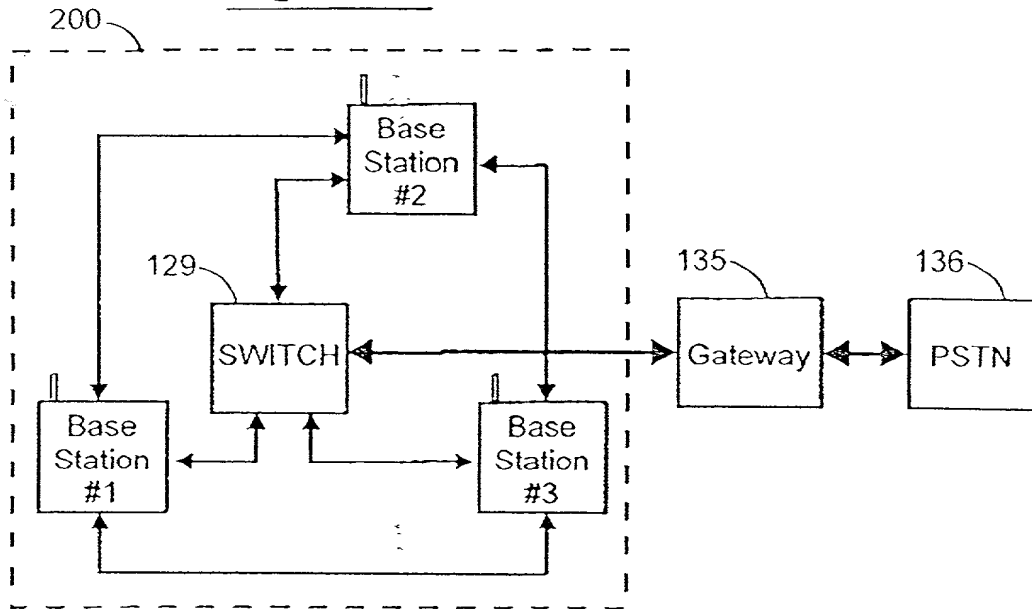 200
Base
Station
#2
129
135
136
SWITCH
Gateway
PSTN
Base
Station
#1
Base
Station
#3